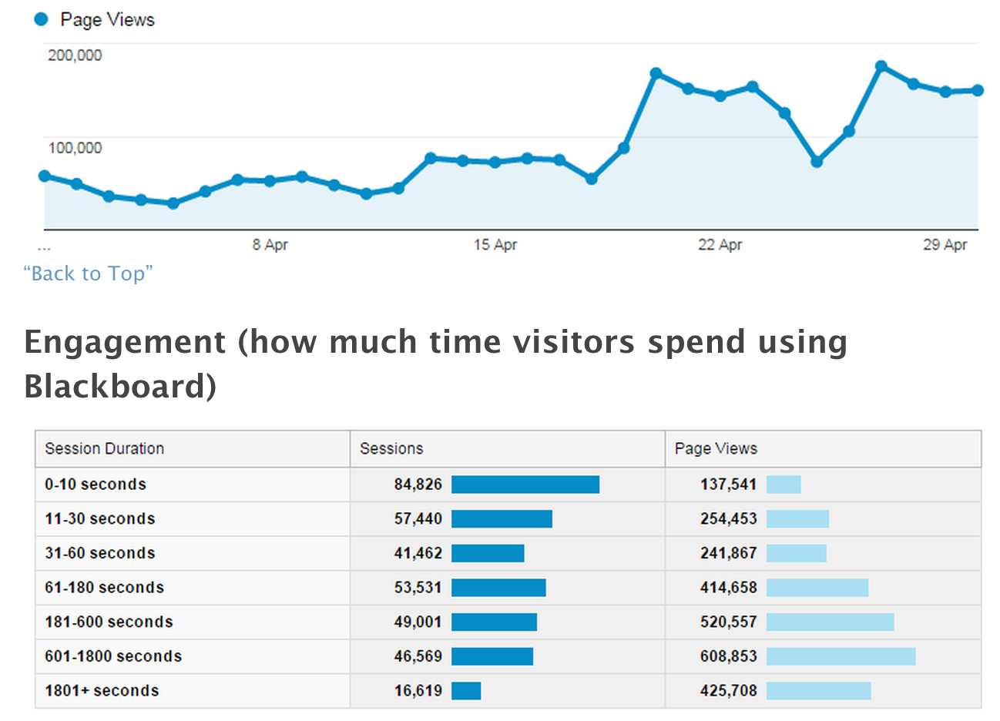 Page Views
200,000
100,000
... 8 Apr 15 Apr 22 Apr 29 Apr
“Back to Top”
Engagement (how much time visitors spend using
Blackboard)
Session Duration Sessions Page Views
0-10 seconds 84,826 137,541
11-30 seconds 57,440 254,453
31-60 seconds 41,462 241,867
61-180 seconds 53,531 414,658
181-600 seconds 49,001 520,557
601-1800 seconds 46,569 608,853
1801+ seconds 16,619 425,708